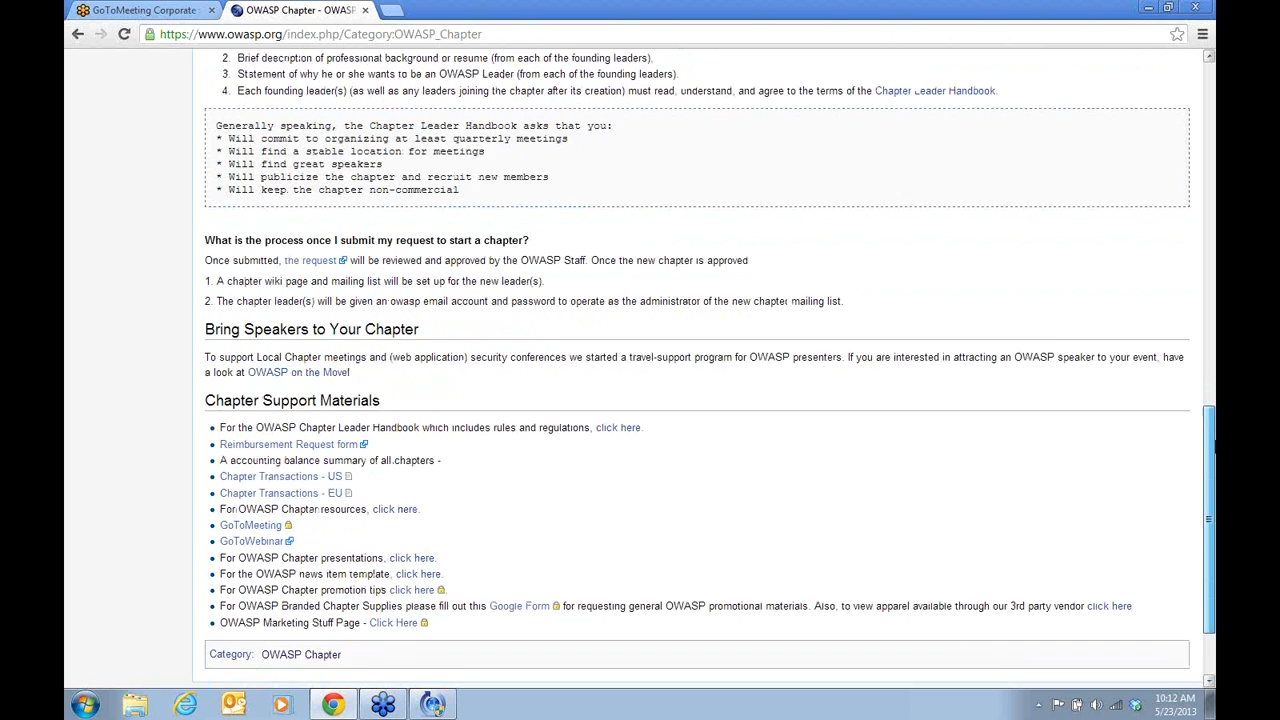 GoToMeeting Corporate
OWASP Chapter - OWASP
https://www.owasp.org/index.php/Category:OWASP_Chapter
2. Brief description of professional background or resume (from each of the founding leaders),
3. Statement of why he or she wants to be an OWASP Leader (from each of the founding leaders).
4. Each founding leader(s) (as well as any leaders joining the chapter after its creation) must read, understand, and agree to the terms of the Chapter Leader Handbook.
Generally speaking, the Chapter Leader Handbook asks that you:
* Will commit to organizing at least quarterly meetings
* Will find a stable location for meetings
* Will find great speakers
* Will publicize the chapter and recruit new members
* Will keep the chapter non-commercial
What is the process once I submit my request to start a chapter?
Once submitted, the request will be reviewed and approved by the OWASP Staff. Once the new chapter is approved
1. A chapter wiki page and mailing list will be set up for the new leader(s).
2. The chapter leader(s) will be given an owasp email account and password to operate as the administrator of the new chapter mailing list.
Bring Speakers to Your Chapter
To support Local Chapter meetings and (web application) security conferences we started a travel-support program for OWASP presenters. If you are interested in attracting an OWASP speaker to your event, have
a look at OWASP on the Move!
Chapter Support Materials
• For the OWASP Chapter Leader Handbook which includes rules and regulations, click here.
• Reimbursement Request form
• A accounting balance summary of all chapters -
• Chapter Transactions - US
• Chapter Transactions - EU
• For OWASP Chapter resources, click here.
• GoToMeeting
• GoToWebinar
• For OWASP Chapter presentations, click here.
• For the OWASP news item template, click here.
• For OWASP Chapter promotion tips click here.
• For OWASP Branded Chapter Supplies please fill out this Google Form for requesting general OWASP promotional materials. Also, to view apparel available through our 3rd party vendor click here
• OWASP Marketing Stuff Page - Click Here
Category: OWASP Chapter
10:12 AM
5/23/2013